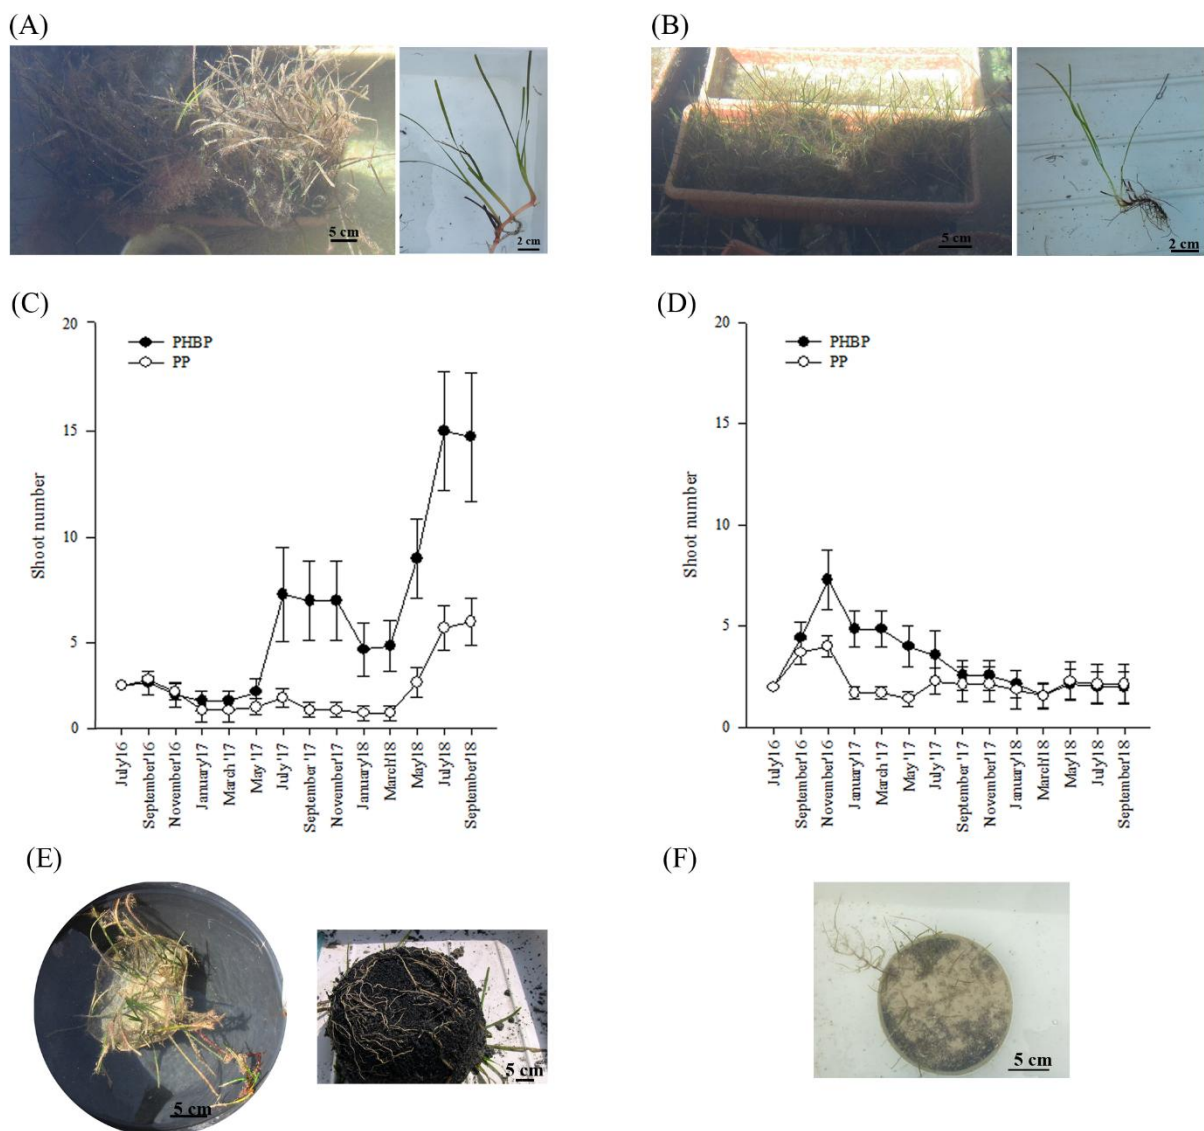 (A)
(B)
5 cm
2 cm
5 cm
2 cm
(C)
(D)
20
15
10
5
0
Shoot number
PHBP
PP
July'16
September'16
November'16
January'17
March '17
May '17
July '17
September '17
November'17
January'18
March'18
May'18
July'18
September'18
20
15
10
5
0
Shoot number
PHBP
PP
July'16
September'16
November'16
January'17
March '17
May '17
July'17
September'17
November'17
January'18
March'18
May'18
July'18
September'18
(E)
(F)
5 cm
5 cm
5 cm